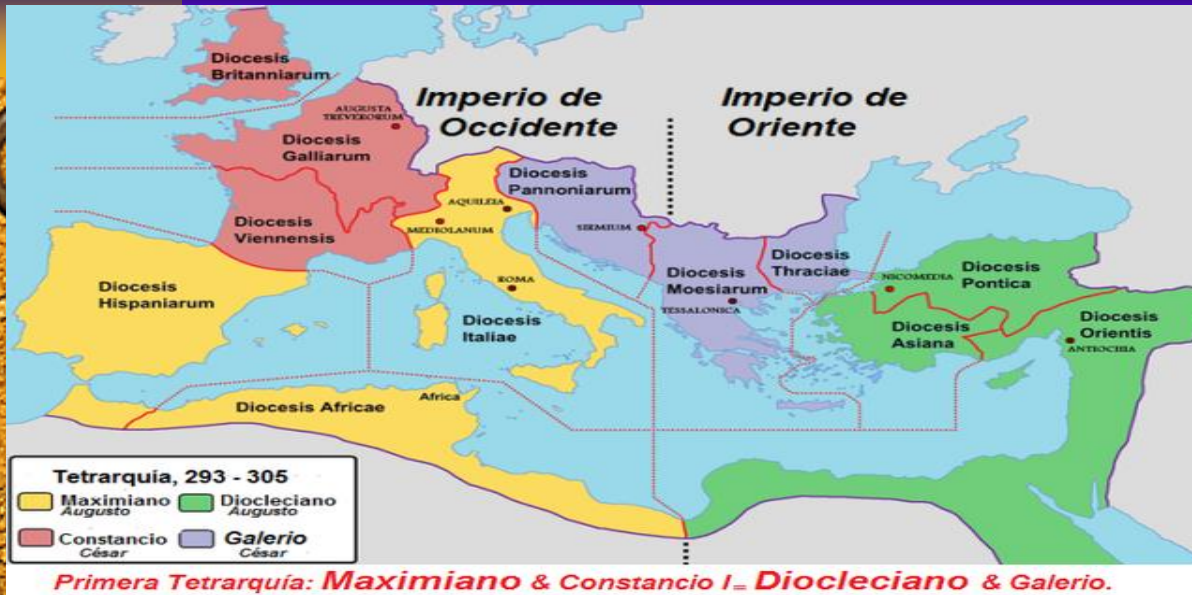 Diocesis
Britanniarum
Imperio de
Occidente
Imperio de
Oriente
AUGUSTA
TREVERORUM
Diocesis
Galliarum
Diocesis
Pannoniarum
AQUILEIA
MEDIOLANUM
Diocesis
Viennensis
SIRMIUM
Diocesis
Thraciae
Diocesis
Moesiarum
TESSALONICA
NICOMEDIA
Diocesis
Pontica
Diocesis
Hispaniarum
ROMA
Diocesis
Italiae
Diocesis
Asiana
Diocesis
Orientis
ANTIOCHIA
Diocesis Africae
Africa
Tetrarquía, 293 - 305
Maximiano
Augusto
Diocleciano
Augusto
Constancio
César
Galerio
César
Primera Tetrarquía: Maximiano & Constancio I= Diocleciano & Galerio.